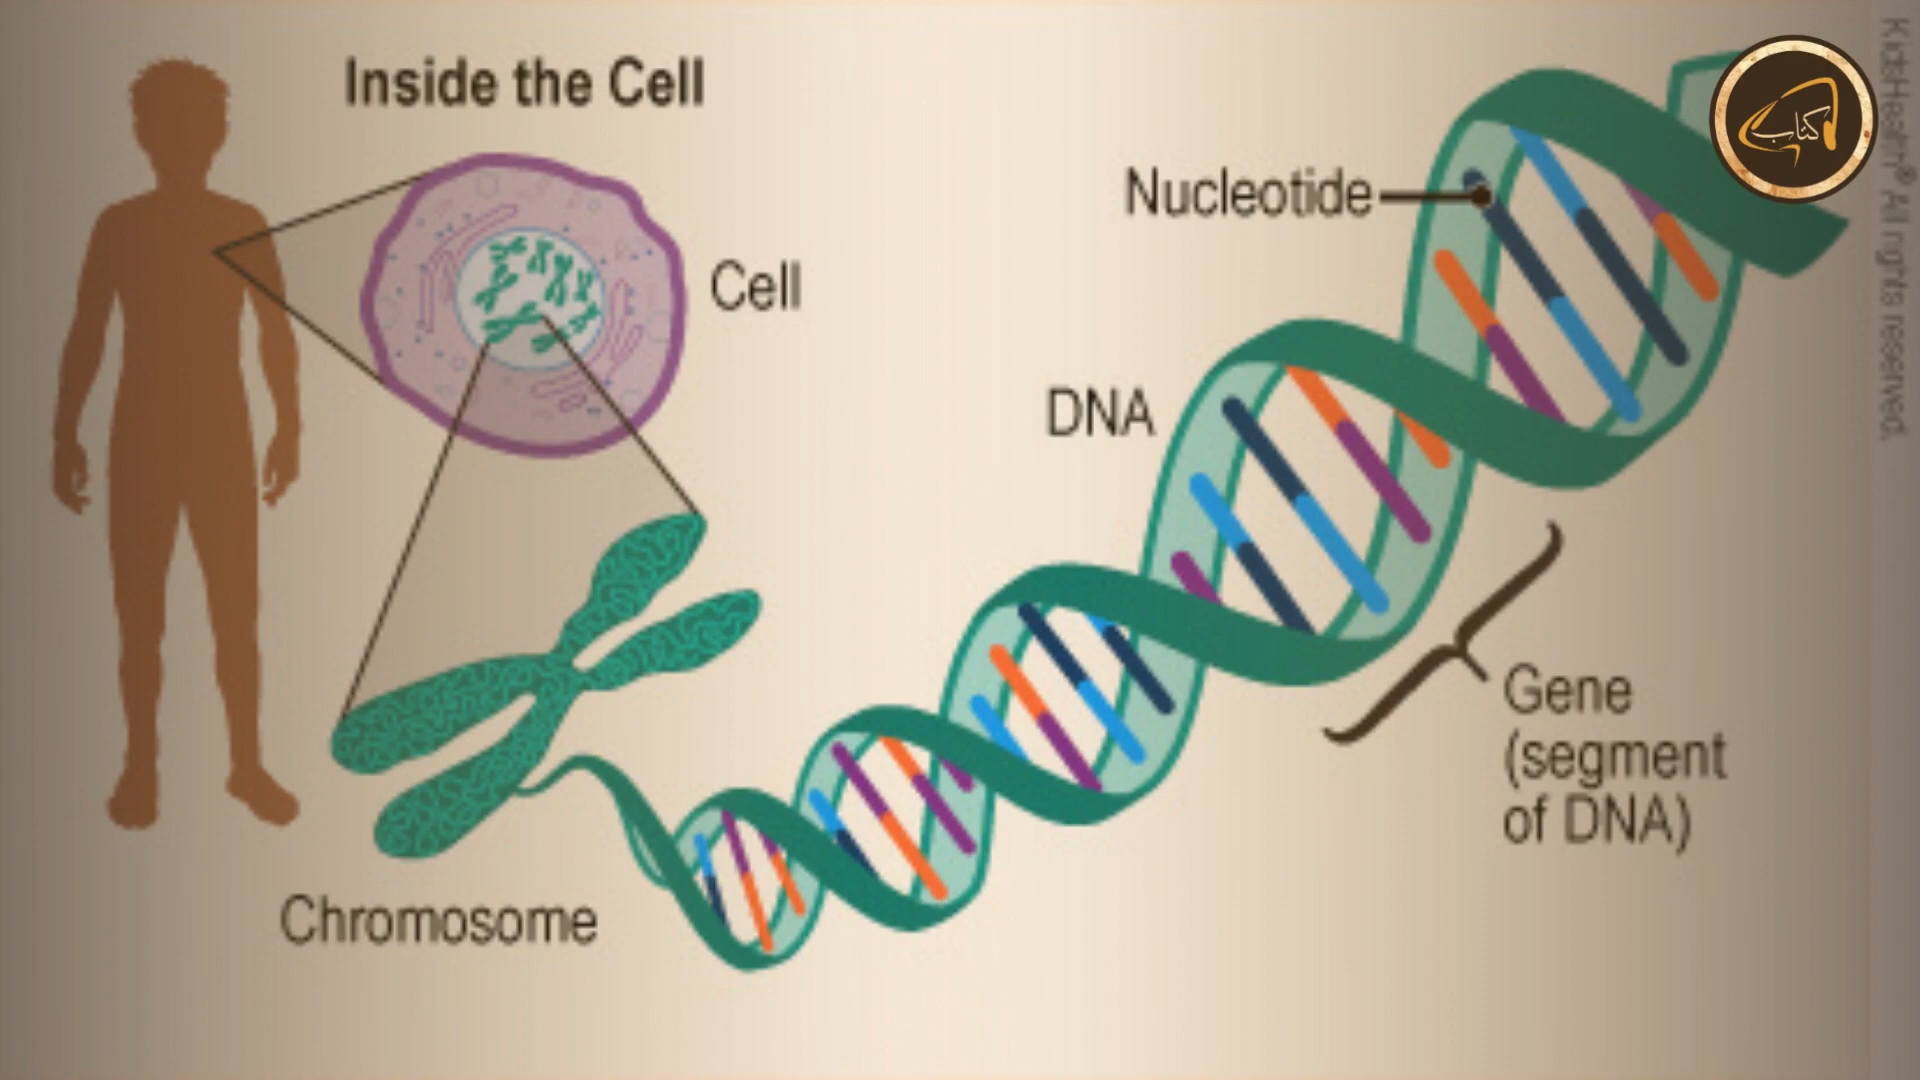 Inside the Cell
Cell
Nucleotide
DNA
Gene
(segment
of DNA)
Chromosome
کتاب
KidsHealth® All rights reserved.